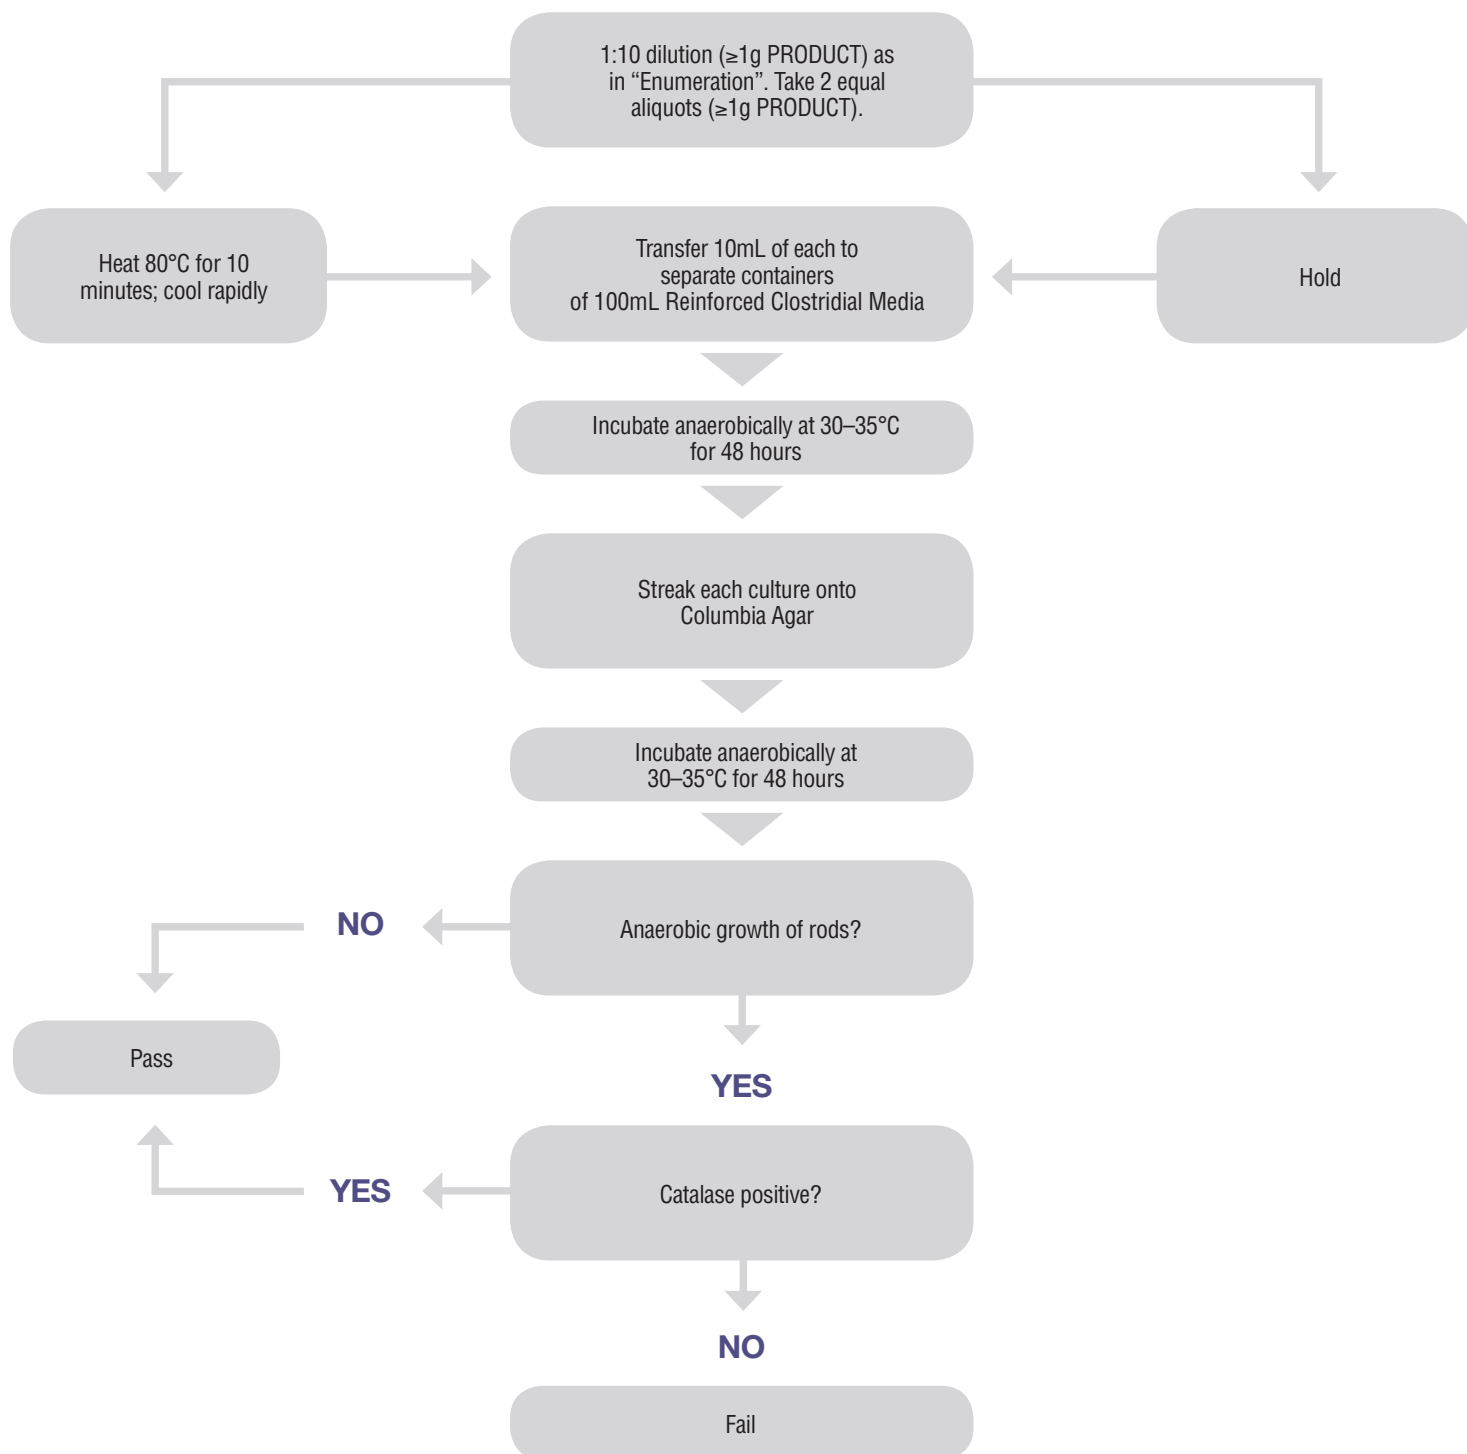 1:10 dilution (≥1g PRODUCT) as
in “Enumeration”. Take 2 equal
aliquots (≥1g PRODUCT).
Heat 80°C for 10
minutes; cool rapidly
Transfer 10mL of each to
separate containers
of 100mL Reinforced Clostridial Media
Hold
Incubate anaerobically at 30–35°C
for 48 hours
Streak each culture onto
Columbia Agar
Incubate anaerobically at
30–35°C for 48 hours
Anaerobic growth of rods?
NO
Pass
YES
Catalase positive?
YES
NO
Fail